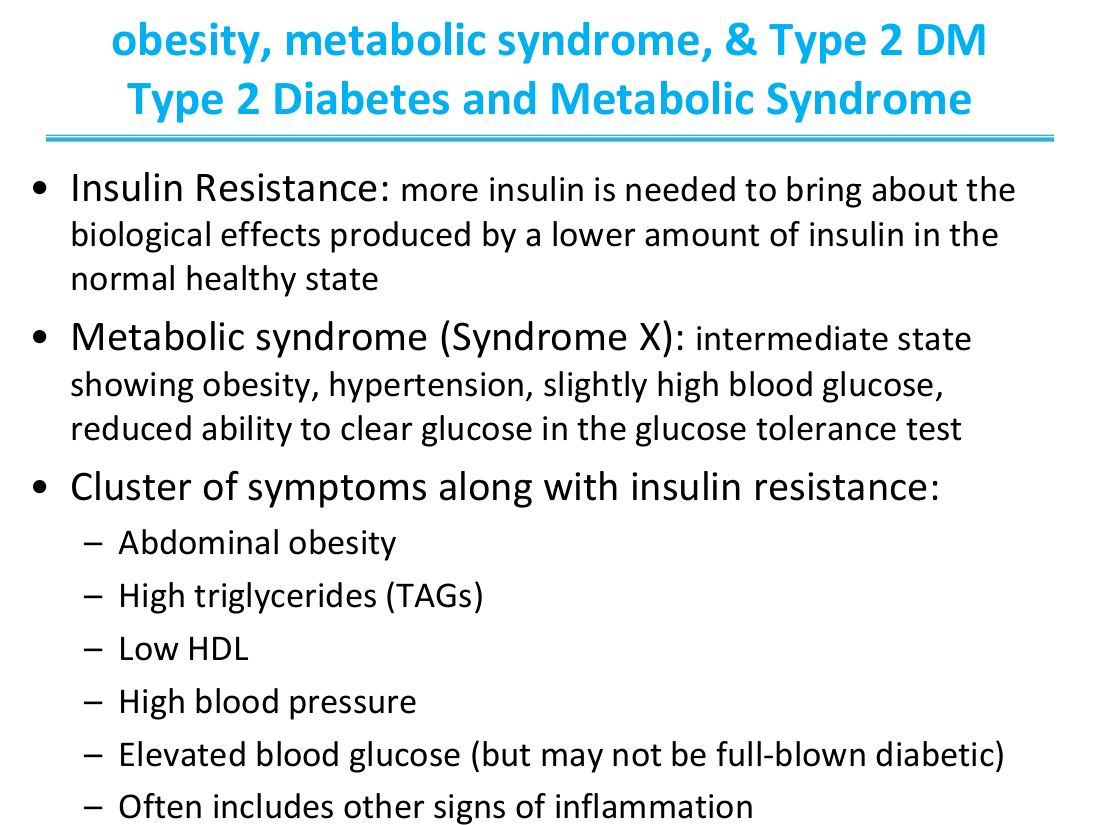 obesity, metabolic syndrome, & Type 2 DM
Type 2 Diabetes and Metabolic Syndrome
• Insulin Resistance: more insulin is needed to bring about the
biological effects produced by a lower amount of insulin in the
normal healthy state
• Metabolic syndrome (Syndrome X): intermediate state
showing obesity, hypertension, slightly high blood glucose,
reduced ability to clear glucose in the glucose tolerance test
• Cluster of symptoms along with insulin resistance:
– Abdominal obesity
– High triglycerides (TAGs)
– Low HDL
– High blood pressure
– Elevated blood glucose (but may not be full-blown diabetic)
– Often includes other signs of inflammation